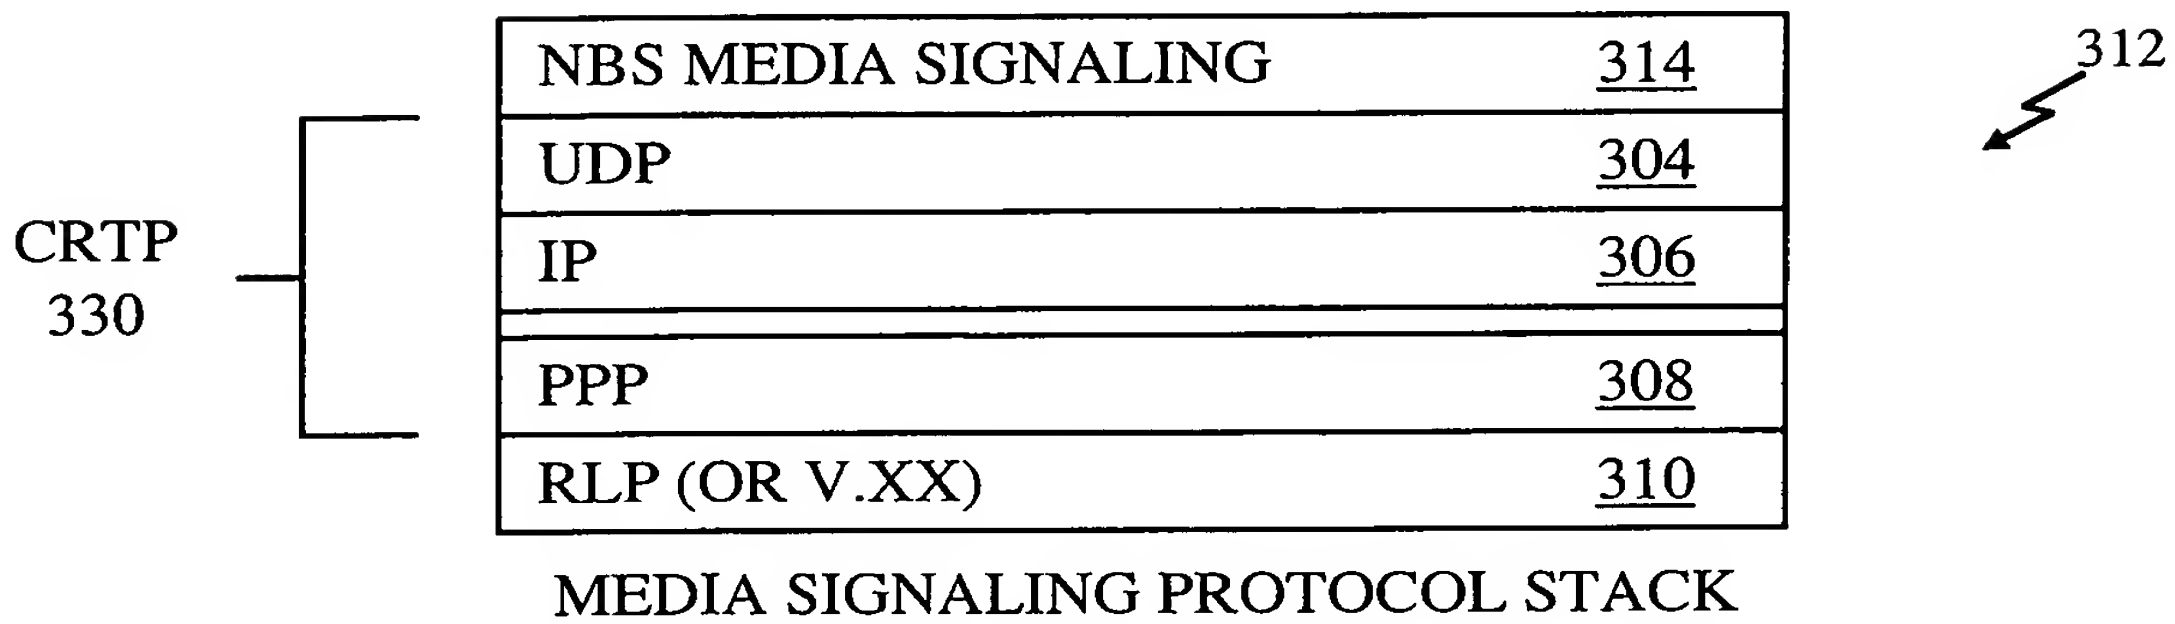 NBS MEDIA SIGNALING 314
312
UDP 304
IP 306
CRTP
330
PPP 308
RLP (OR V.XX) 310
MEDIA SIGNALING PROTOCOL STACK